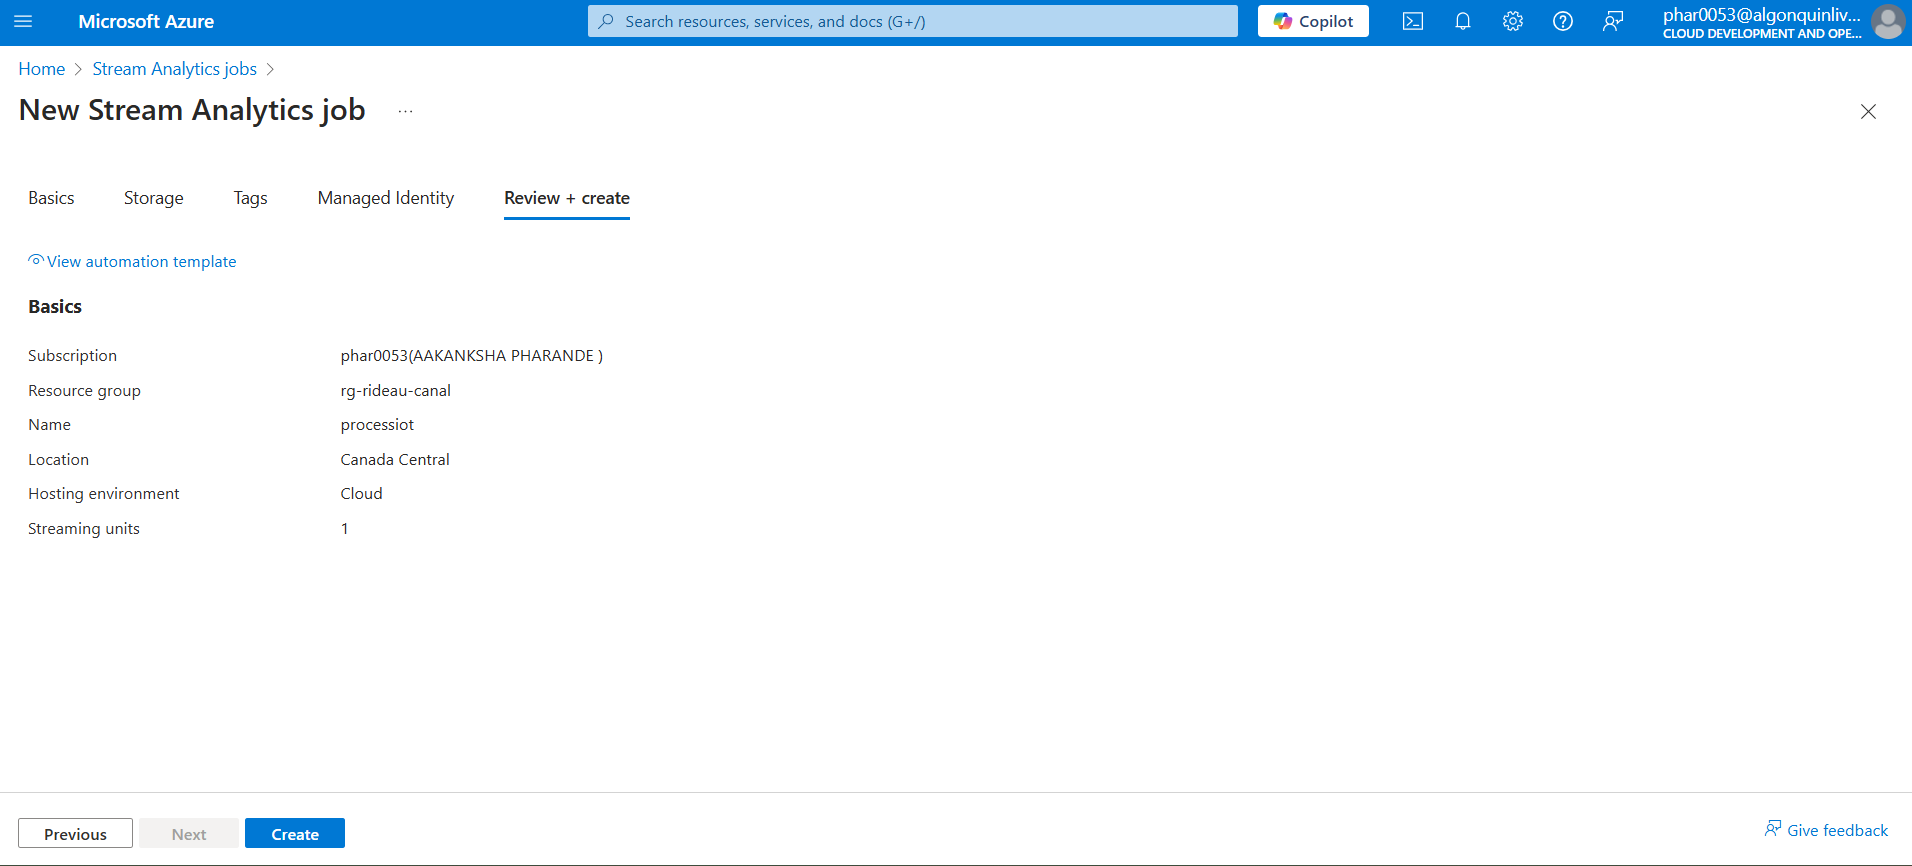 Microsoft Azure
Search resources, services, and docs (G+/)
Copilot
phar0053@algonquinliv...
CLOUD DEVELOPMENT AND OPE...
Home > Stream Analytics jobs >
New Stream Analytics job ...
Basics Storage Tags Managed Identity Review + create
View automation template
Basics
Subscription phar0053(AAKANKSHA PHARANDE )
Resource group rg-rideau-canal
Name processiot
Location Canada Central
Hosting environment Cloud
Streaming units 1
Previous Next Create Give feedback